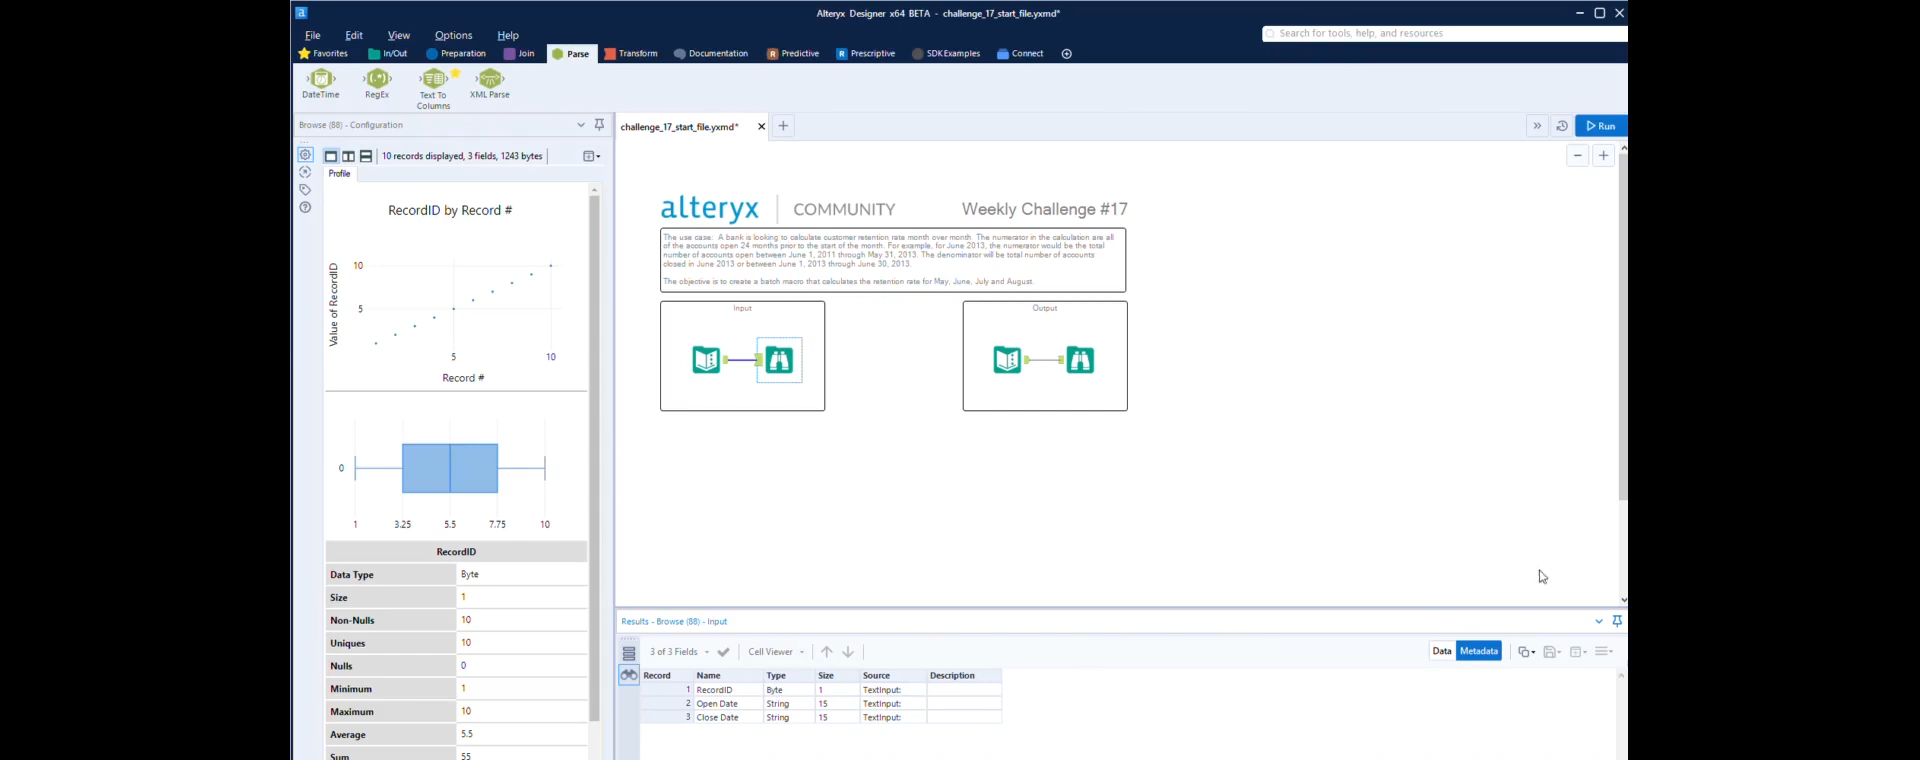 Alteryx Designer x64 BETA - challenge_17_start_file.yxmd*
File Edit View Options Help
Search for tools, help, and resources
Favorites In/Out Preparation Join Parse Transform Documentation Predictive Prescriptive SDKExamples Connect
DateTime RegEx Text To Columns XML Parse
Browse (88) - Configuration
challenge_17_start_file.yxmd*
Run
10 records displayed, 3 fields, 1243 bytes
Profile
RecordID by Record #
Value of RecordID
10
5
5 10
Record #
0
1 3.25 5.5 7.75 10
RecordID
Data Type Byte
Size 1
Non-Nulls 10
Uniques 10
Nulls 0
Minimum 1
Maximum 10
Average 5.5
Sum 55
alteryx COMMUNITY Weekly Challenge #17
The use case: A bank is looking to calculate customer retention rate month over month. The numerator in the calculation are all
of the accounts open 24 months prior to the start of the month. For example, for June 2013, the numerator would be the total
number of accounts open between June 1, 2011 through May 31, 2013. The denominator will be total number of accounts
closed in June 2013 or between June 1, 2013 through June 30, 2013.
The objective is to create a batch macro that calculates the retention rate for May, June, July and August.
Input
Output
Results - Browse (88) - Input
3 of 3 Fields Cell Viewer Data Metadata
Record Name Type Size Source Description
1 RecordID Byte 1 TextInput:
2 Open Date String 15 TextInput:
3 Close Date String 15 TextInput: